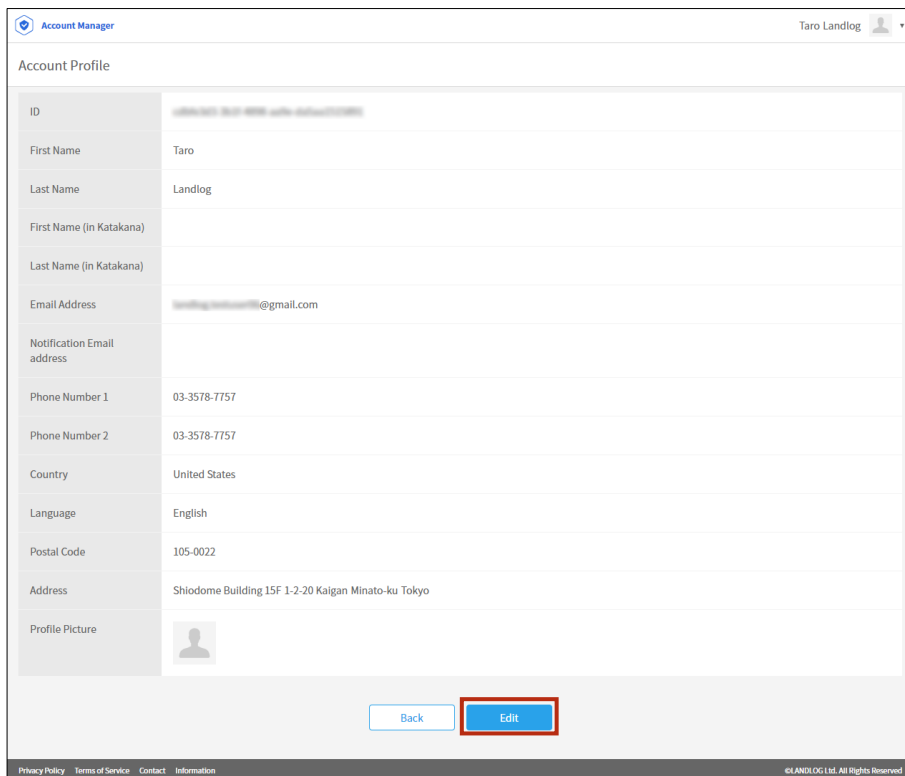 Account Manager
Taro Landlog
Account Profile
ID
First Name Taro
Last Name Landlog
First Name (in Katakana)
Last Name (in Katakana)
Email Address @gmail.com
Notification Email
address
Phone Number 1 03-3578-7757
Phone Number 2 03-3578-7757
Country United States
Language English
Postal Code 105-0022
Address Shiodome Building 15F 1-2-20 Kaigan Minato-ku Tokyo
Profile Picture
Back Edit
Privacy Policy Terms of Service Contact Information ©LANDLOG Ltd. All Rights Reserved